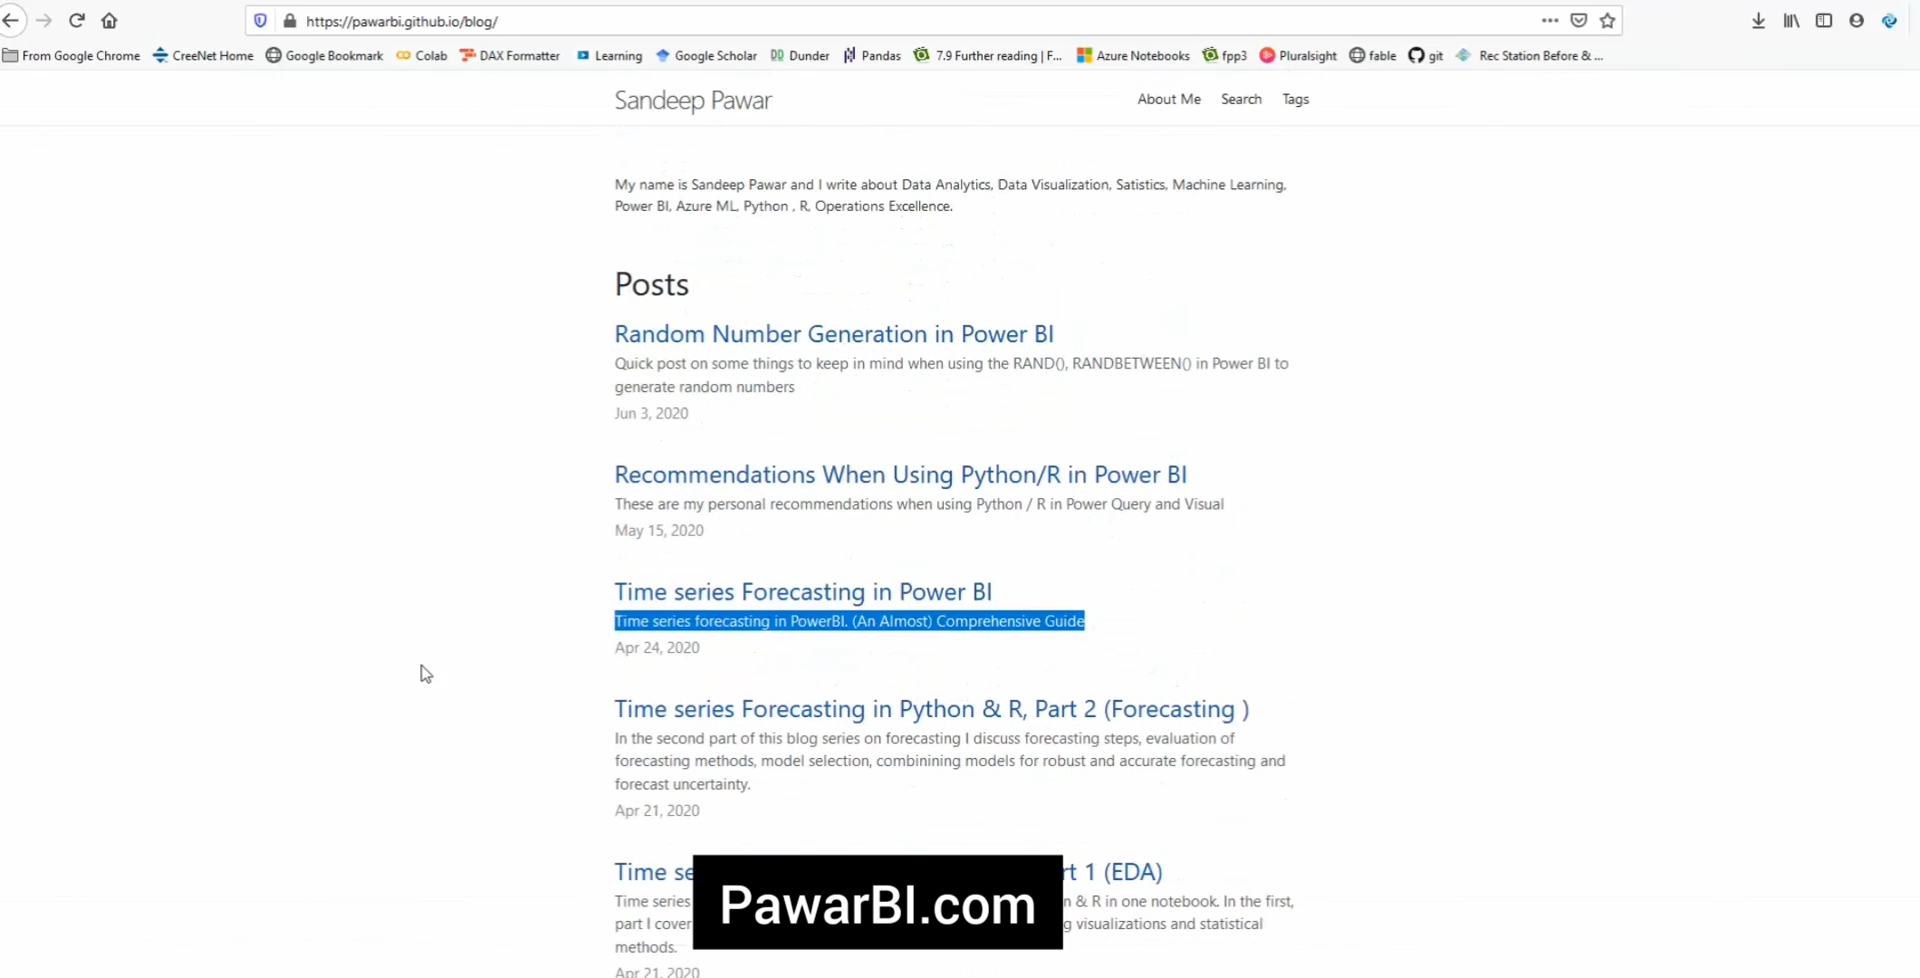 https://pawarbi.github.io/blog/
From Google Chrome CreeNet Home Google Bookmark Colab DAX Formatter Learning Google Scholar Dunder Pandas 7.9 Further reading | F... Azure Notebooks fpp3 Pluralsight fable git Rec Station Before & ...
Sandeep Pawar About Me Search Tags
My name is Sandeep Pawar and I write about Data Analytics, Data Visualization, Satistics, Machine Learning,
Power BI, Azure ML, Python , R, Operations Excellence.
Posts
Random Number Generation in Power BI
Quick post on some things to keep in mind when using the RAND(), RANDBETWEEN() in Power BI to
generate random numbers
Jun 3, 2020
Recommendations When Using Python/R in Power BI
These are my personal recommendations when using Python / R in Power Query and Visual
May 15, 2020
Time series Forecasting in Power BI
Time series forecasting in PowerBI. (An Almost) Comprehensive Guide
Apr 24, 2020
Time series Forecasting in Python & R, Part 2 (Forecasting )
In the second part of this blog series on forecasting I discuss forecasting steps, evaluation of
forecasting methods, model selection, combinining models for robust and accurate forecasting and
forecast uncertainty.
Apr 21, 2020
Time 1 (EDA)
Time series n & R in one notebook. In the first,
part I cover visualizations and statistical
methods.
Apr 21, 2020
PawarBI.com